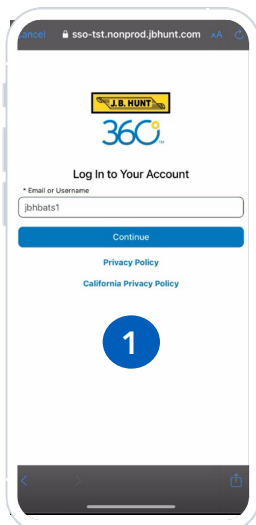 Cancel sso-tst.nonprod.jbhunt.com AA
J.B. HUNT
360°
TM
Log In to Your Account
* Email or Username
jbhbats1
Continue
Privacy Policy
California Privacy Policy
1